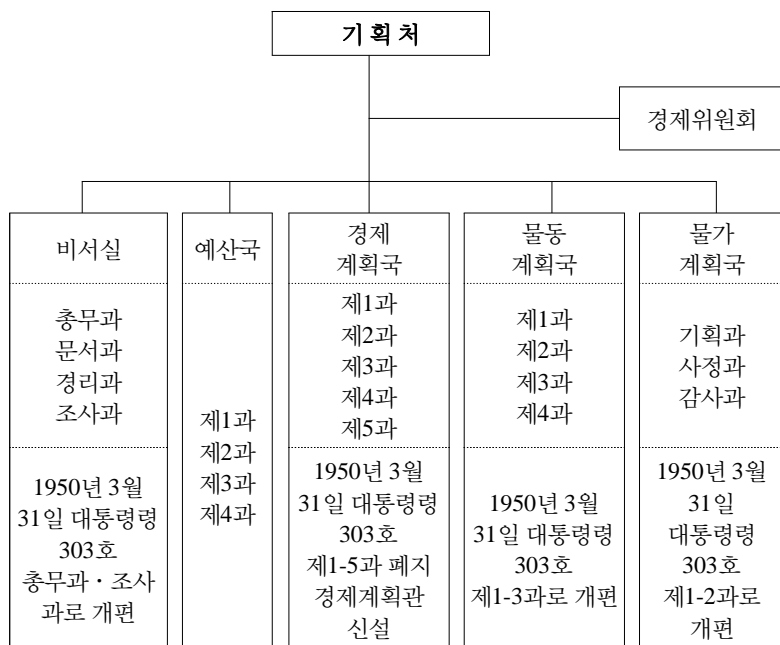 기 획 처
경제위원회
비서실
총무과
문서과
경리과
조사과
1950년 3월
31일 대통령령
303호
총무과・조사
과로 개편
예산국
제1과
제2과
제3과
제4과
경제
계획국
제1과
제2과
제3과
제4과
제5과
1950년 3월
31일 대통령령
303호
제1-5과 폐지
경제계획관
신설
물동
계획국
제1과
제2과
제3과
제4과
1950년 3월
31일 대통령령
303호
제1-3과로 개편
물가
계획국
기획과
사정과
감사과
1950년 3월
31일
대통령령
303호
제1-2과로
개편